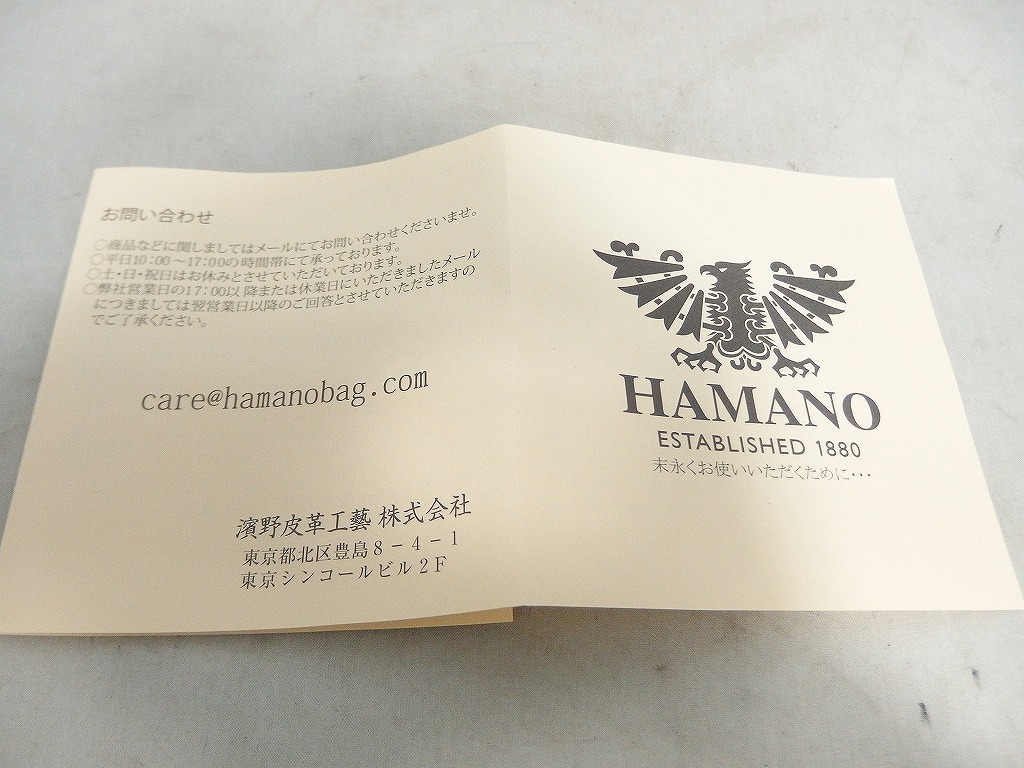 お問い合わせ
○商品などに関しましてはメールにてお問い合わせくださいませ。
○平日10:00～17:00の時間帯にて承っております。
○土・日・祝日はお休みとさせていただいております。
○弊社営業日の17:00以降または休業日にいただきましたメール
につきましては翌営業日以降のご回答とさせていただきますの
でご了承ください。
care@hamanobag.com
濱野皮革工藝 株式会社
東京都北区豊島8－4－1
東京シンコールビル2F
HAMANO
ESTABLISHED 1880
末永くお使いいただくために・・・